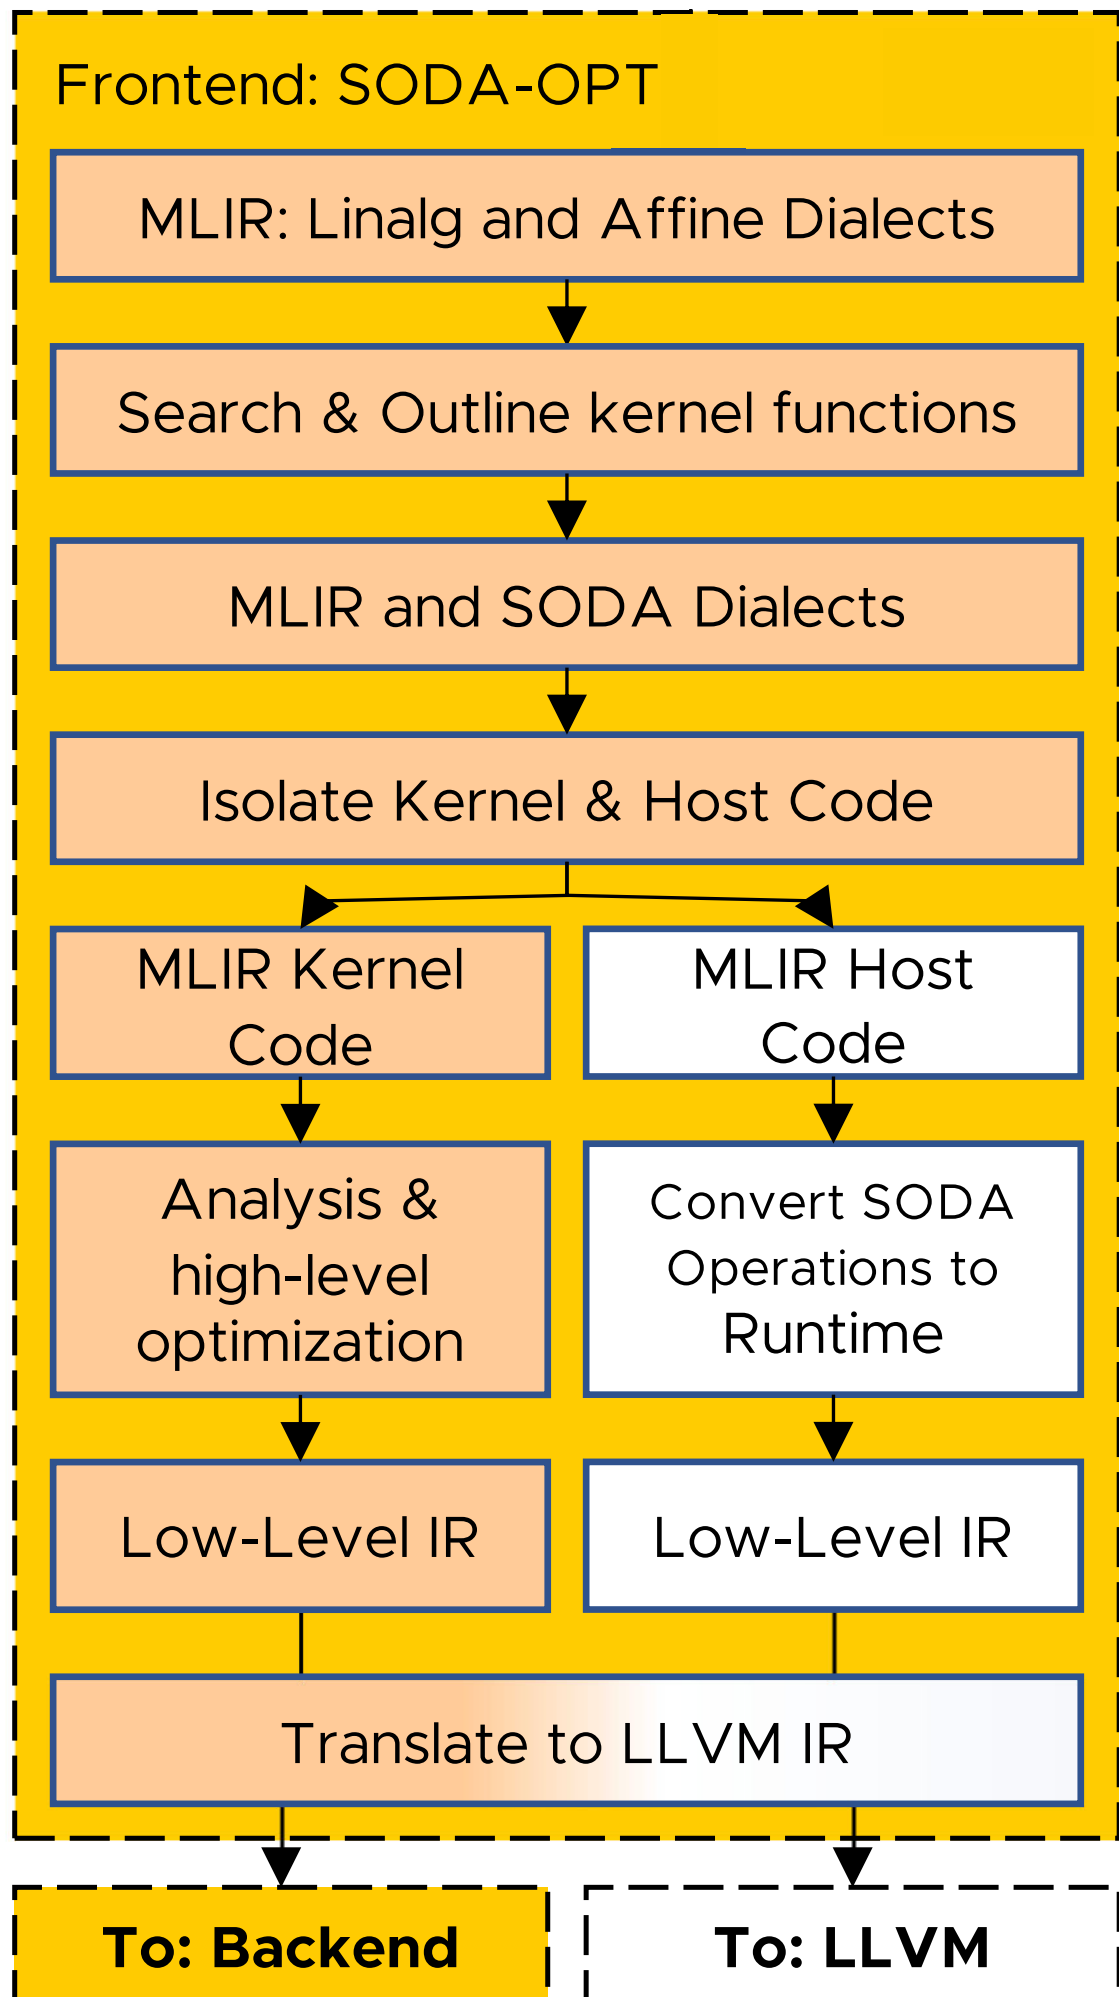 Frontend: SODA-OPT
MLIR: Linalg and Affine Dialects
Search & Outline kernel functions
MLIR and SODA Dialects
Isolate Kernel & Host Code
MLIR Kernel
Code
MLIR Host
Code
Analysis &
high-level
optimization
Convert SODA
Operations to
Runtime
Low-Level IR
Low-Level IR
Translate to LLVM IR
To: Backend
To: LLVM